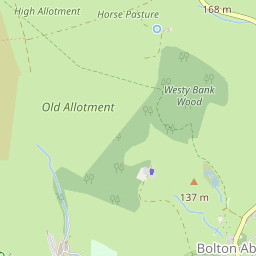 High Allotment
Horse Pasture
168 m
Westy Bank
Wood
Old Allotment
137 m
Bolton Ab